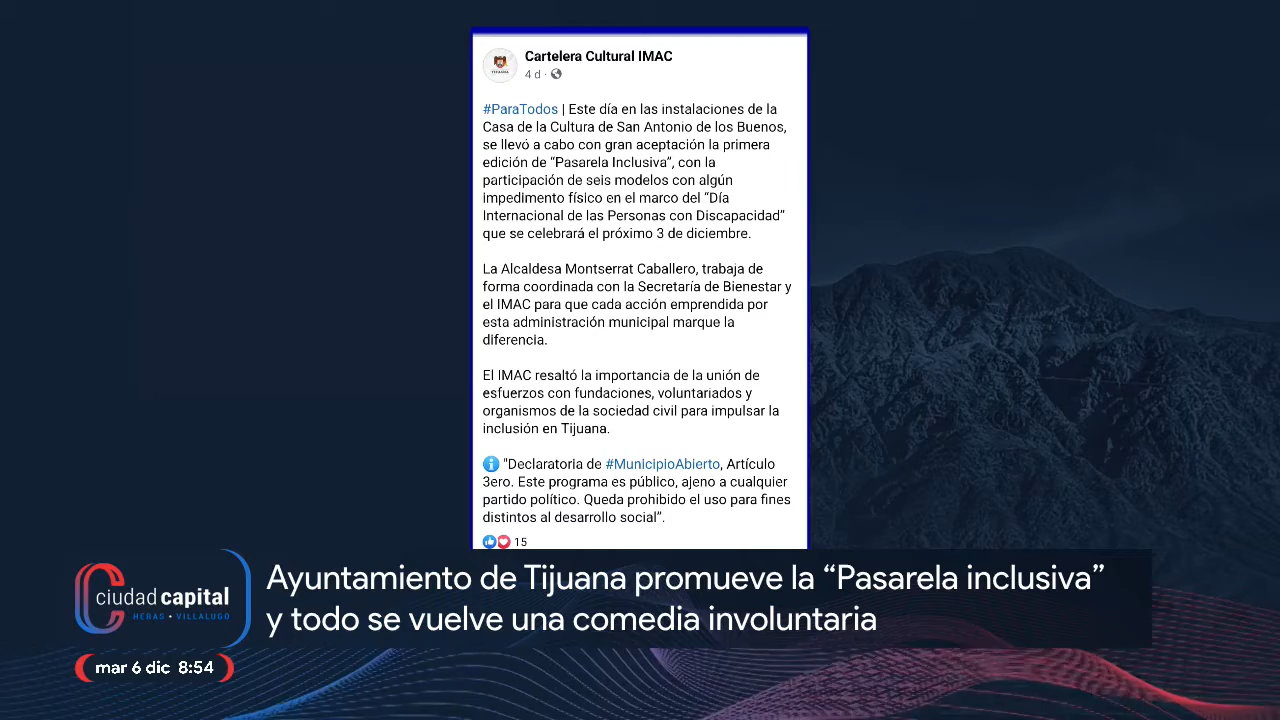 Cartelera Cultural IMAC
4 d ·
#ParaTodos | Este día en las instalaciones de la
Casa de la Cultura de San Antonio de los Buenos,
se llevó a cabo con gran aceptación la primera
edición de “Pasarela Inclusiva”, con la
participación de seis modelos con algún
impedimento físico en el marco del “Día
Internacional de las Personas con Discapacidad”
que se celebrará el próximo 3 de diciembre.
La Alcaldesa Montserrat Caballero, trabaja de
forma coordinada con la Secretaría de Bienestar y
el IMAC para que cada acción emprendida por
esta administración municipal marque la
diferencia.
El IMAC resaltó la importancia de la unión de
esfuerzos con fundaciones, voluntariados y
organismos de la sociedad civil para impulsar la
inclusión en Tijuana.
"Declaratoria de #MunicipioAbierto, Artículo
3ero. Este programa es público, ajeno a cualquier
partido político. Queda prohibido el uso para fines
distintos al desarrollo social”.
15
ciudad capital
HERAS • VILLALUGO
Ayuntamiento de Tijuana promueve la “Pasarela inclusiva”
y todo se vuelve una comedia involuntaria
mar 6 dic 8:54